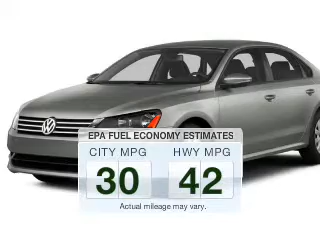 EPA FUEL ECONOMY ESTIMATES
CITY MPG HWY MPG
30 42
Actual mileage may vary.